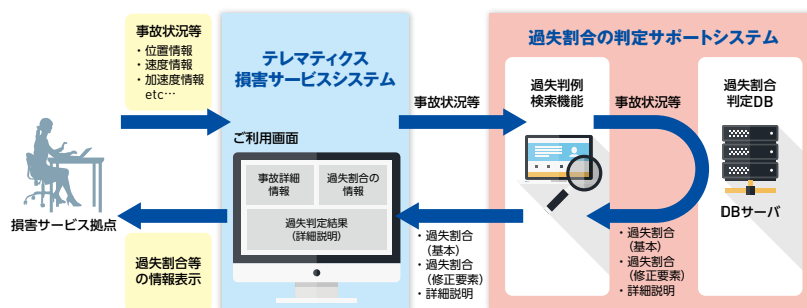 事故状況等
・位置情報
・速度情報
・加速度情報
etc…
損害サービス拠点
過失割合等
の情報表示
テレマティクス
損害サービスシステム
ご利用画面
事故詳細
情報
過失割合の
情報
過失判定結果
（詳細説明）
事故状況等
・過失割合
（基本）
・過失割合
（修正要素）
・詳細説明
過失割合の判定サポートシステム
過失判例
検索機能
事故状況等
・過失割合
（基本）
・過失割合
（修正要素）
・詳細説明
過失割合
判定DB
DBサーバ